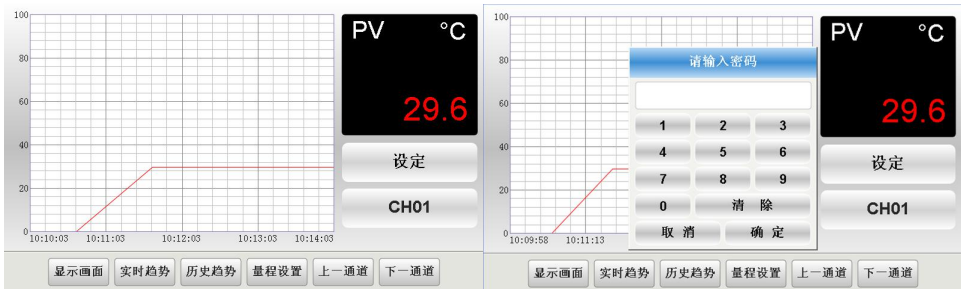 100
80
60
40
20
0
10:10:03 10:11:03 10:12:03 10:13:03 10:14:03
PV °C
29.6
设定
CH01
显示画面 实时趋势 历史趋势 量程设置 上一通道 下一通道
100
80
60
40
20
0
10:09:58 10:11:13
请输入密码
1 2 3
4 5 6
7 8 9
0 清 除
取 消 确 定
PV °C
29.6
设定
CH01
显示画面 实时趋势 历史趋势 量程设置 上一通道 下一通道